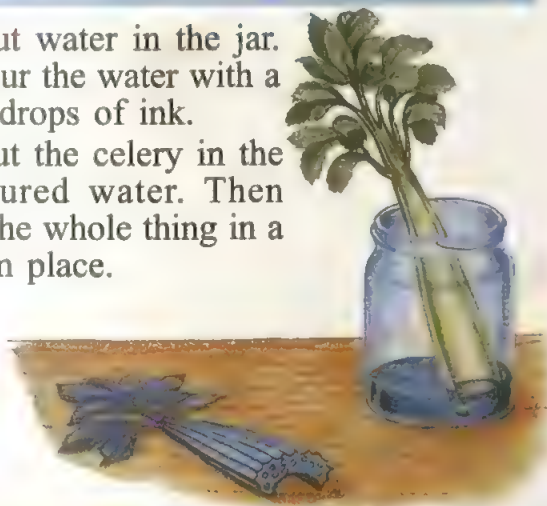 ut water in the jar.
ur the water with a
drops of ink.
ut the celery in the
ured water. Then
he whole thing in a
n place.